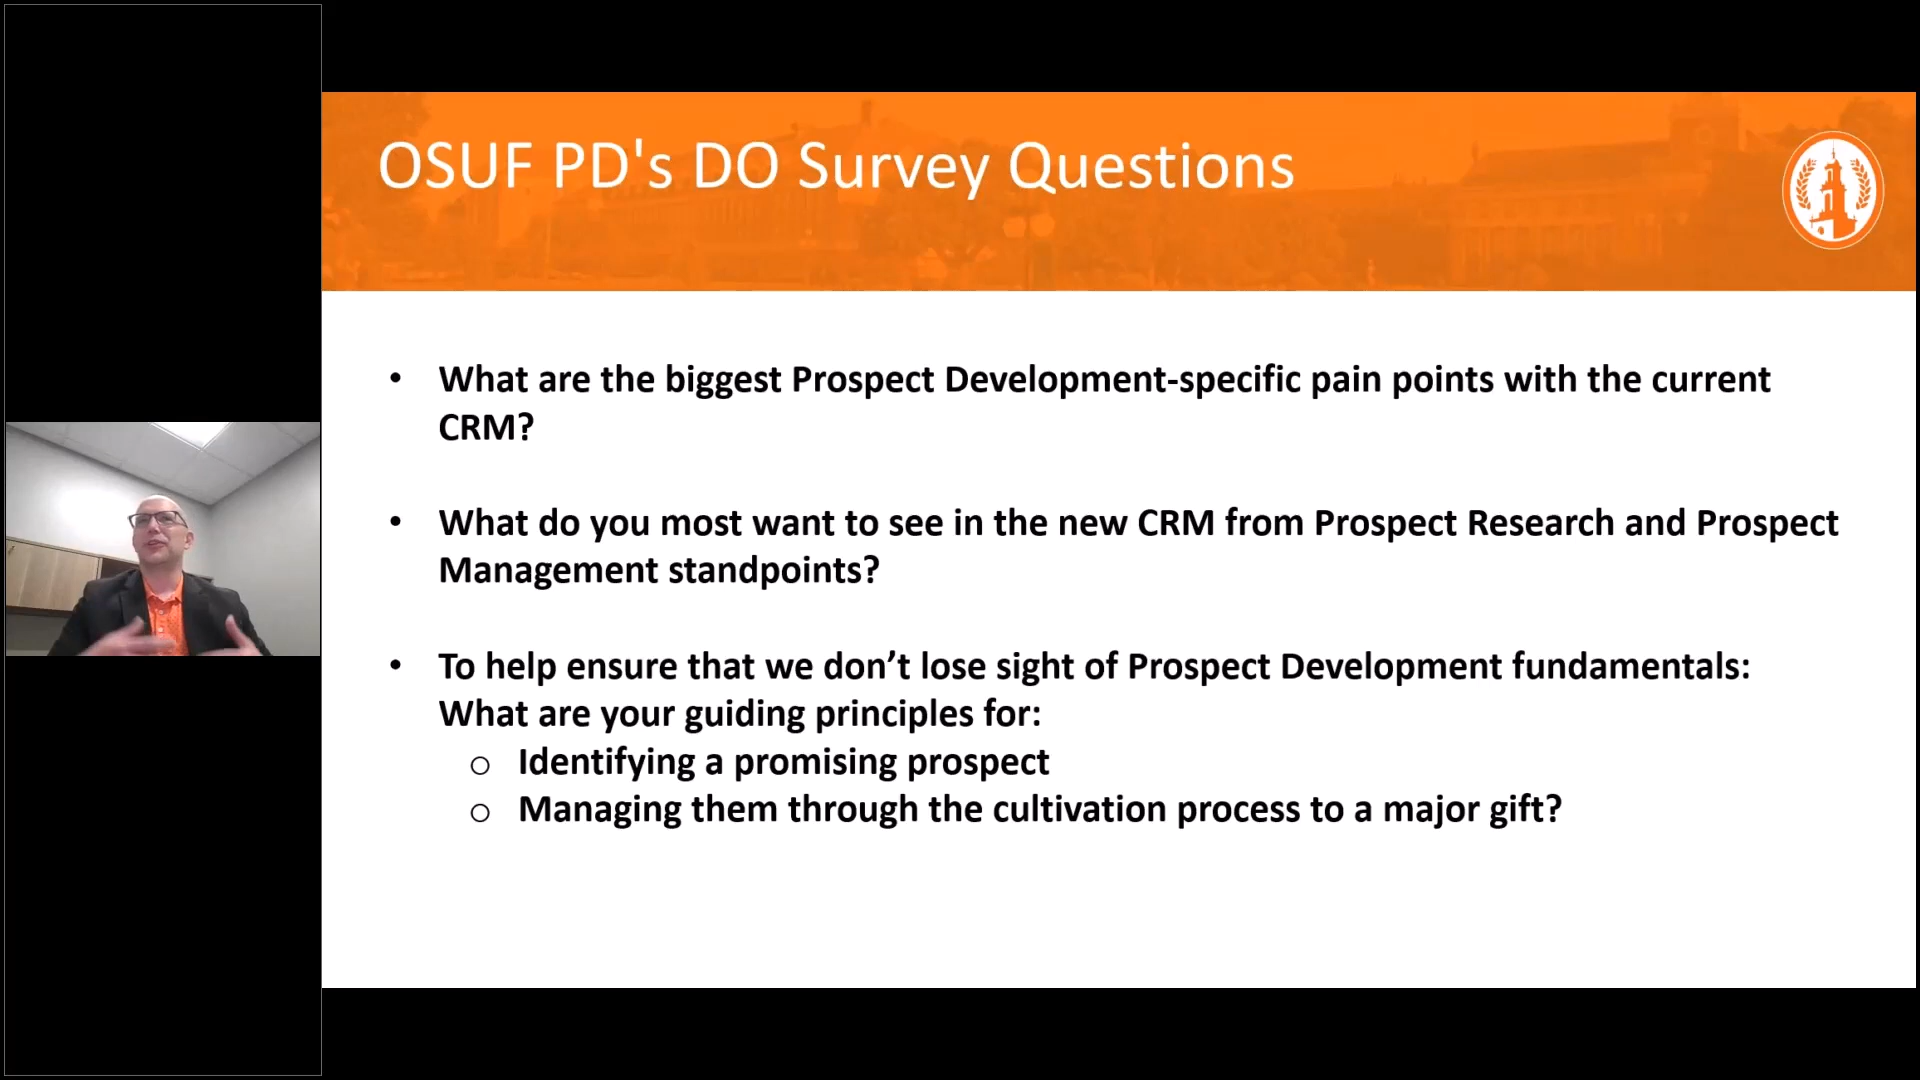 OSUF PD's DO Survey Questions
• What are the biggest Prospect Development-specific pain points with the current
CRM?
• What do you most want to see in the new CRM from Prospect Research and Prospect
Management standpoints?
• To help ensure that we don’t lose sight of Prospect Development fundamentals:
What are your guiding principles for:
o Identifying a promising prospect
o Managing them through the cultivation process to a major gift?